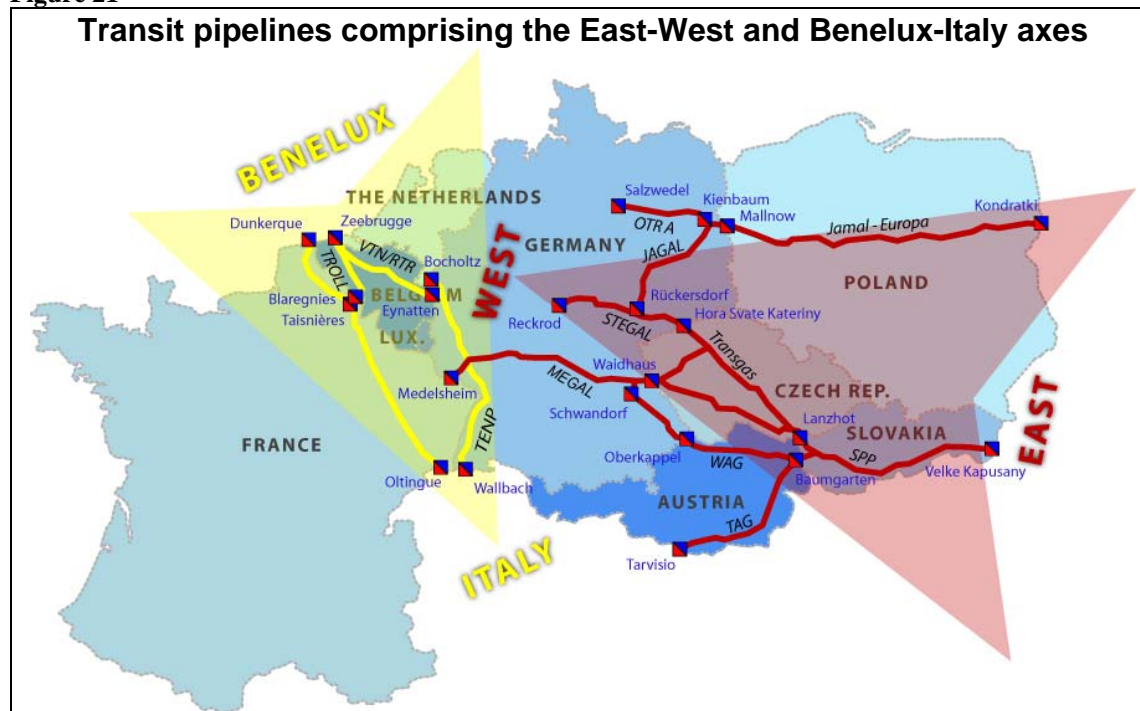 Figure 21
Transit pipelines comprising the East-West and Benelux-Italy axes
BENELUX
THE NETHERLANDS
Dunkerque
Zeebrugge
VTN/RTR
Bocholtz
TROLL
Blaregnies
BELGIUM
Taisnières
Eynatten
LUX.
WEST
GERMANY
Salzwedel
Kienbaum
Mallnow
OTRA
JAGAL
Jamal - Europa
Kondratki
POLAND
Rückersdorf
Hora Svate Kateriny
Reckrod
STEGAL
Transgas
Waidhaus
MEGAL
Medelsheim
Schwandorf
CZECH REP.
Lanzhot
SLOVAKIA
EAST
FRANCE
TENP
Oberkappel
WAG
SPP
Oltingue
Wallbach
Baumgarten
Velke Kapusany
AUSTRIA
TAG
ITALY
Tarvisio